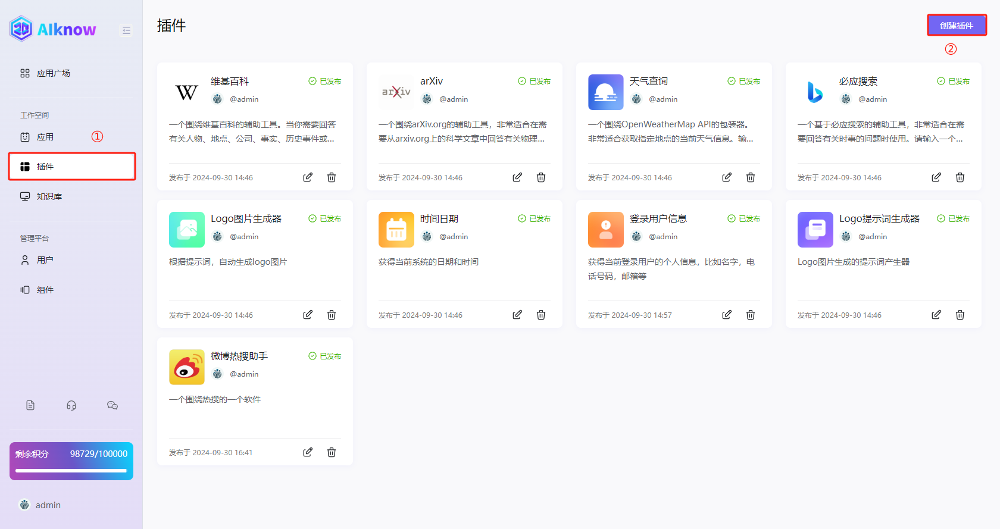 AIknow
应用广场
工作空间
应用
①
插件
知识库
管理平台
用户
组件
剩余积分 98729/100000
admin
插件
创建插件
②
W
维基百科
已发布
@admin
一个围绕维基百科的辅助工具。当你需要回答
有关人物、地点、公司、事实、历史事件或...
发布于 2024-09-30 14:46
arXiv
arXiv
已发布
@admin
一个围绕arXiv.org的辅助工具，非常适合在需
要从arxiv.org上的科学文章中回答有关物理...
发布于 2024-09-30 14:46
天气查询
已发布
@admin
一个围绕OpenWeatherMap API的包装器。
非常适合获取指定地点的当前天气信息。输...
发布于 2024-09-30 14:46
必应搜索
已发布
@admin
一个基于必应搜索的辅助工具，非常适合在需
要回答有关时事的问题时使用。请输入一个...
发布于 2024-09-30 14:46
Logo图片生成器
已发布
@admin
根据提示词，自动生成logo图片
发布于 2024-09-30 14:46
时间日期
已发布
@admin
获得当前系统的日期和时间
发布于 2024-09-30 14:46
登录用户信息
已发布
@admin
获得当前登录用户的个人信息，比如名字，电
话号码，邮箱等
发布于 2024-09-30 14:57
Logo提示词生成器
已发布
@admin
Logo图片生成的提示词产生器
发布于 2024-09-30 14:46
微博热搜助手
已发布
@admin
一个围绕热搜的一个软件
发布于 2024-09-30 16:41